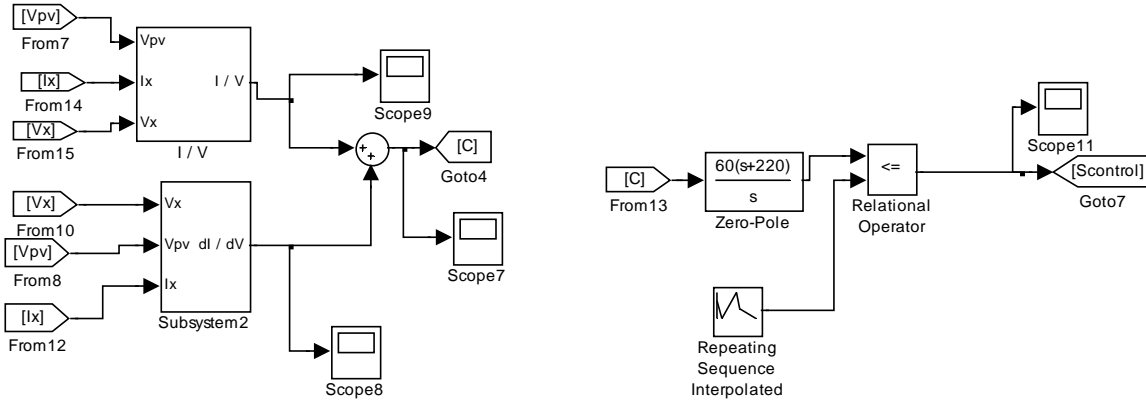 [Vpv]
From7
[Ix]
From14
[Vx]
From15
Vpv
Ix
Vx
I / V
I / V
Scope9
+
+
[C]
Goto4
Scope7
[Vx]
From10
[Vpv]
From8
[Ix]
From12
Vx
Vpv dI / dV
Ix
Subsystem2
Scope8
[C]
From13
60(s+220)
s
Zero-Pole
<=
Relational
Operator
Scope11
[Scontrol]
Goto7
Repeating
Sequence
Interpolated